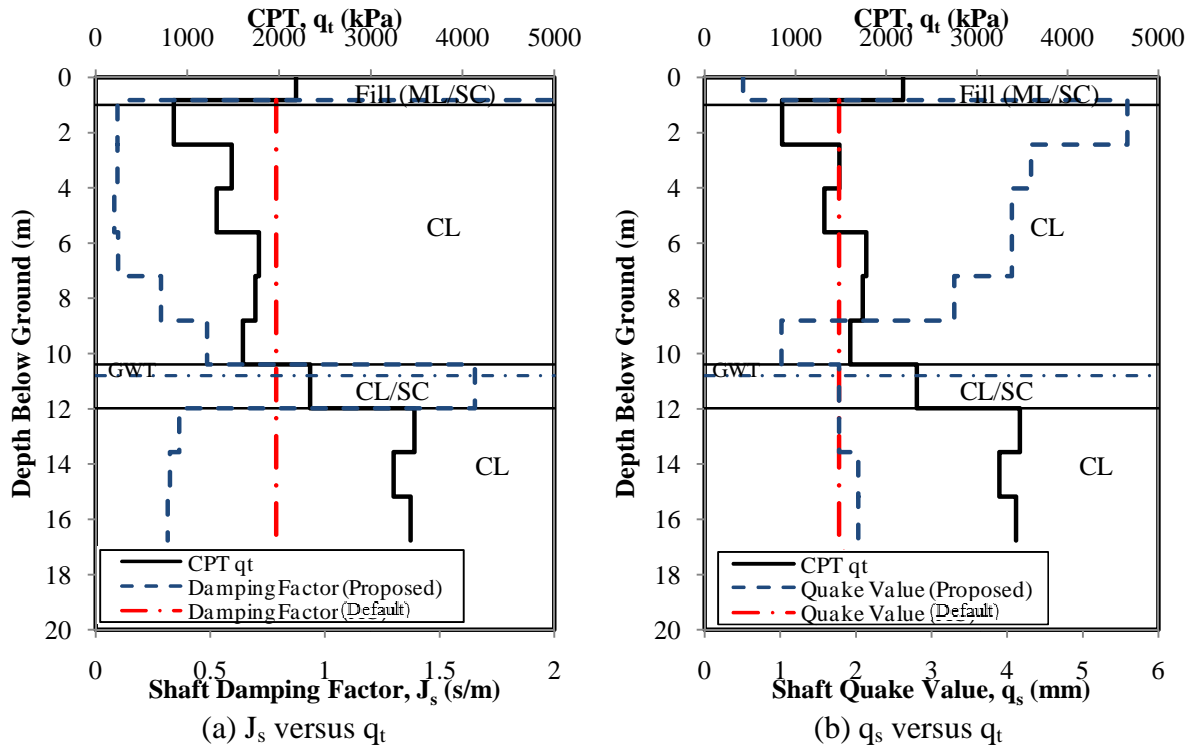 CPT, qt (kPa)
0 1000 2000 3000 4000 5000
0
2
4
6
8
10
12
14
16
18
20
Depth Below Ground (m)
Fill (ML/SC)
CL
GWT
CL/SC
CL
CPT qt
Damping Factor (Proposed)
Damping Factor (Default)
0 0.5 1 1.5 2
Shaft Damping Factor, Js (s/m)
(a) Js versus qt
CPT, qt (kPa)
0 1000 2000 3000 4000 5000
0
2
4
6
8
10
12
14
16
18
20
Depth Below Ground (m)
Fill (ML/SC)
CL
GWT
CL/SC
CL
CPT qt
Quake Value (Proposed)
Quake Value (Default)
0 1 2 3 4 5 6
Shaft Quake Value, qs (mm)
(b) qs versus qt